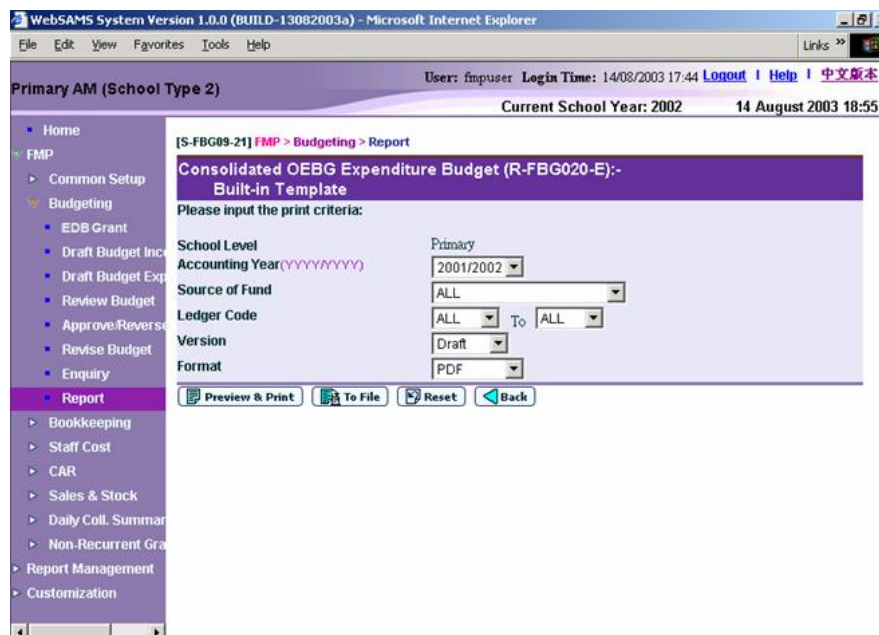 WebSAMS System Version 1.0.0 (BUILD-13082003a) - Microsoft Internet Explorer
File Edit View Favorites Tools Help Links »
Primary AM (School Type 2)
User: fmpuser Login Time: 14/08/2003 17:44 Logout | Help | 中文版本
Current School Year: 2002 14 August 2003 18:55
Home
FMP
Common Setup
Budgeting
EDB Grant
Draft Budget Inc
Draft Budget Exp
Review Budget
Approve/Reverse
Revise Budget
Enquiry
Report
Bookkeeping
Staff Cost
CAR
Sales & Stock
Daily Coll. Summar
Non-Recurrent Gra
Report Management
Customization
[S-FBG09-21] FMP > Budgeting > Report
Consolidated OEBG Expenditure Budget (R-FBG020-E):-
Built-in Template
Please input the print criteria:
School Level Primary
Accounting Year(YYYY/YYYY) 2001/2002
Source of Fund ALL
Ledger Code ALL To ALL
Version Draft
Format PDF
Preview & Print To File Reset Back